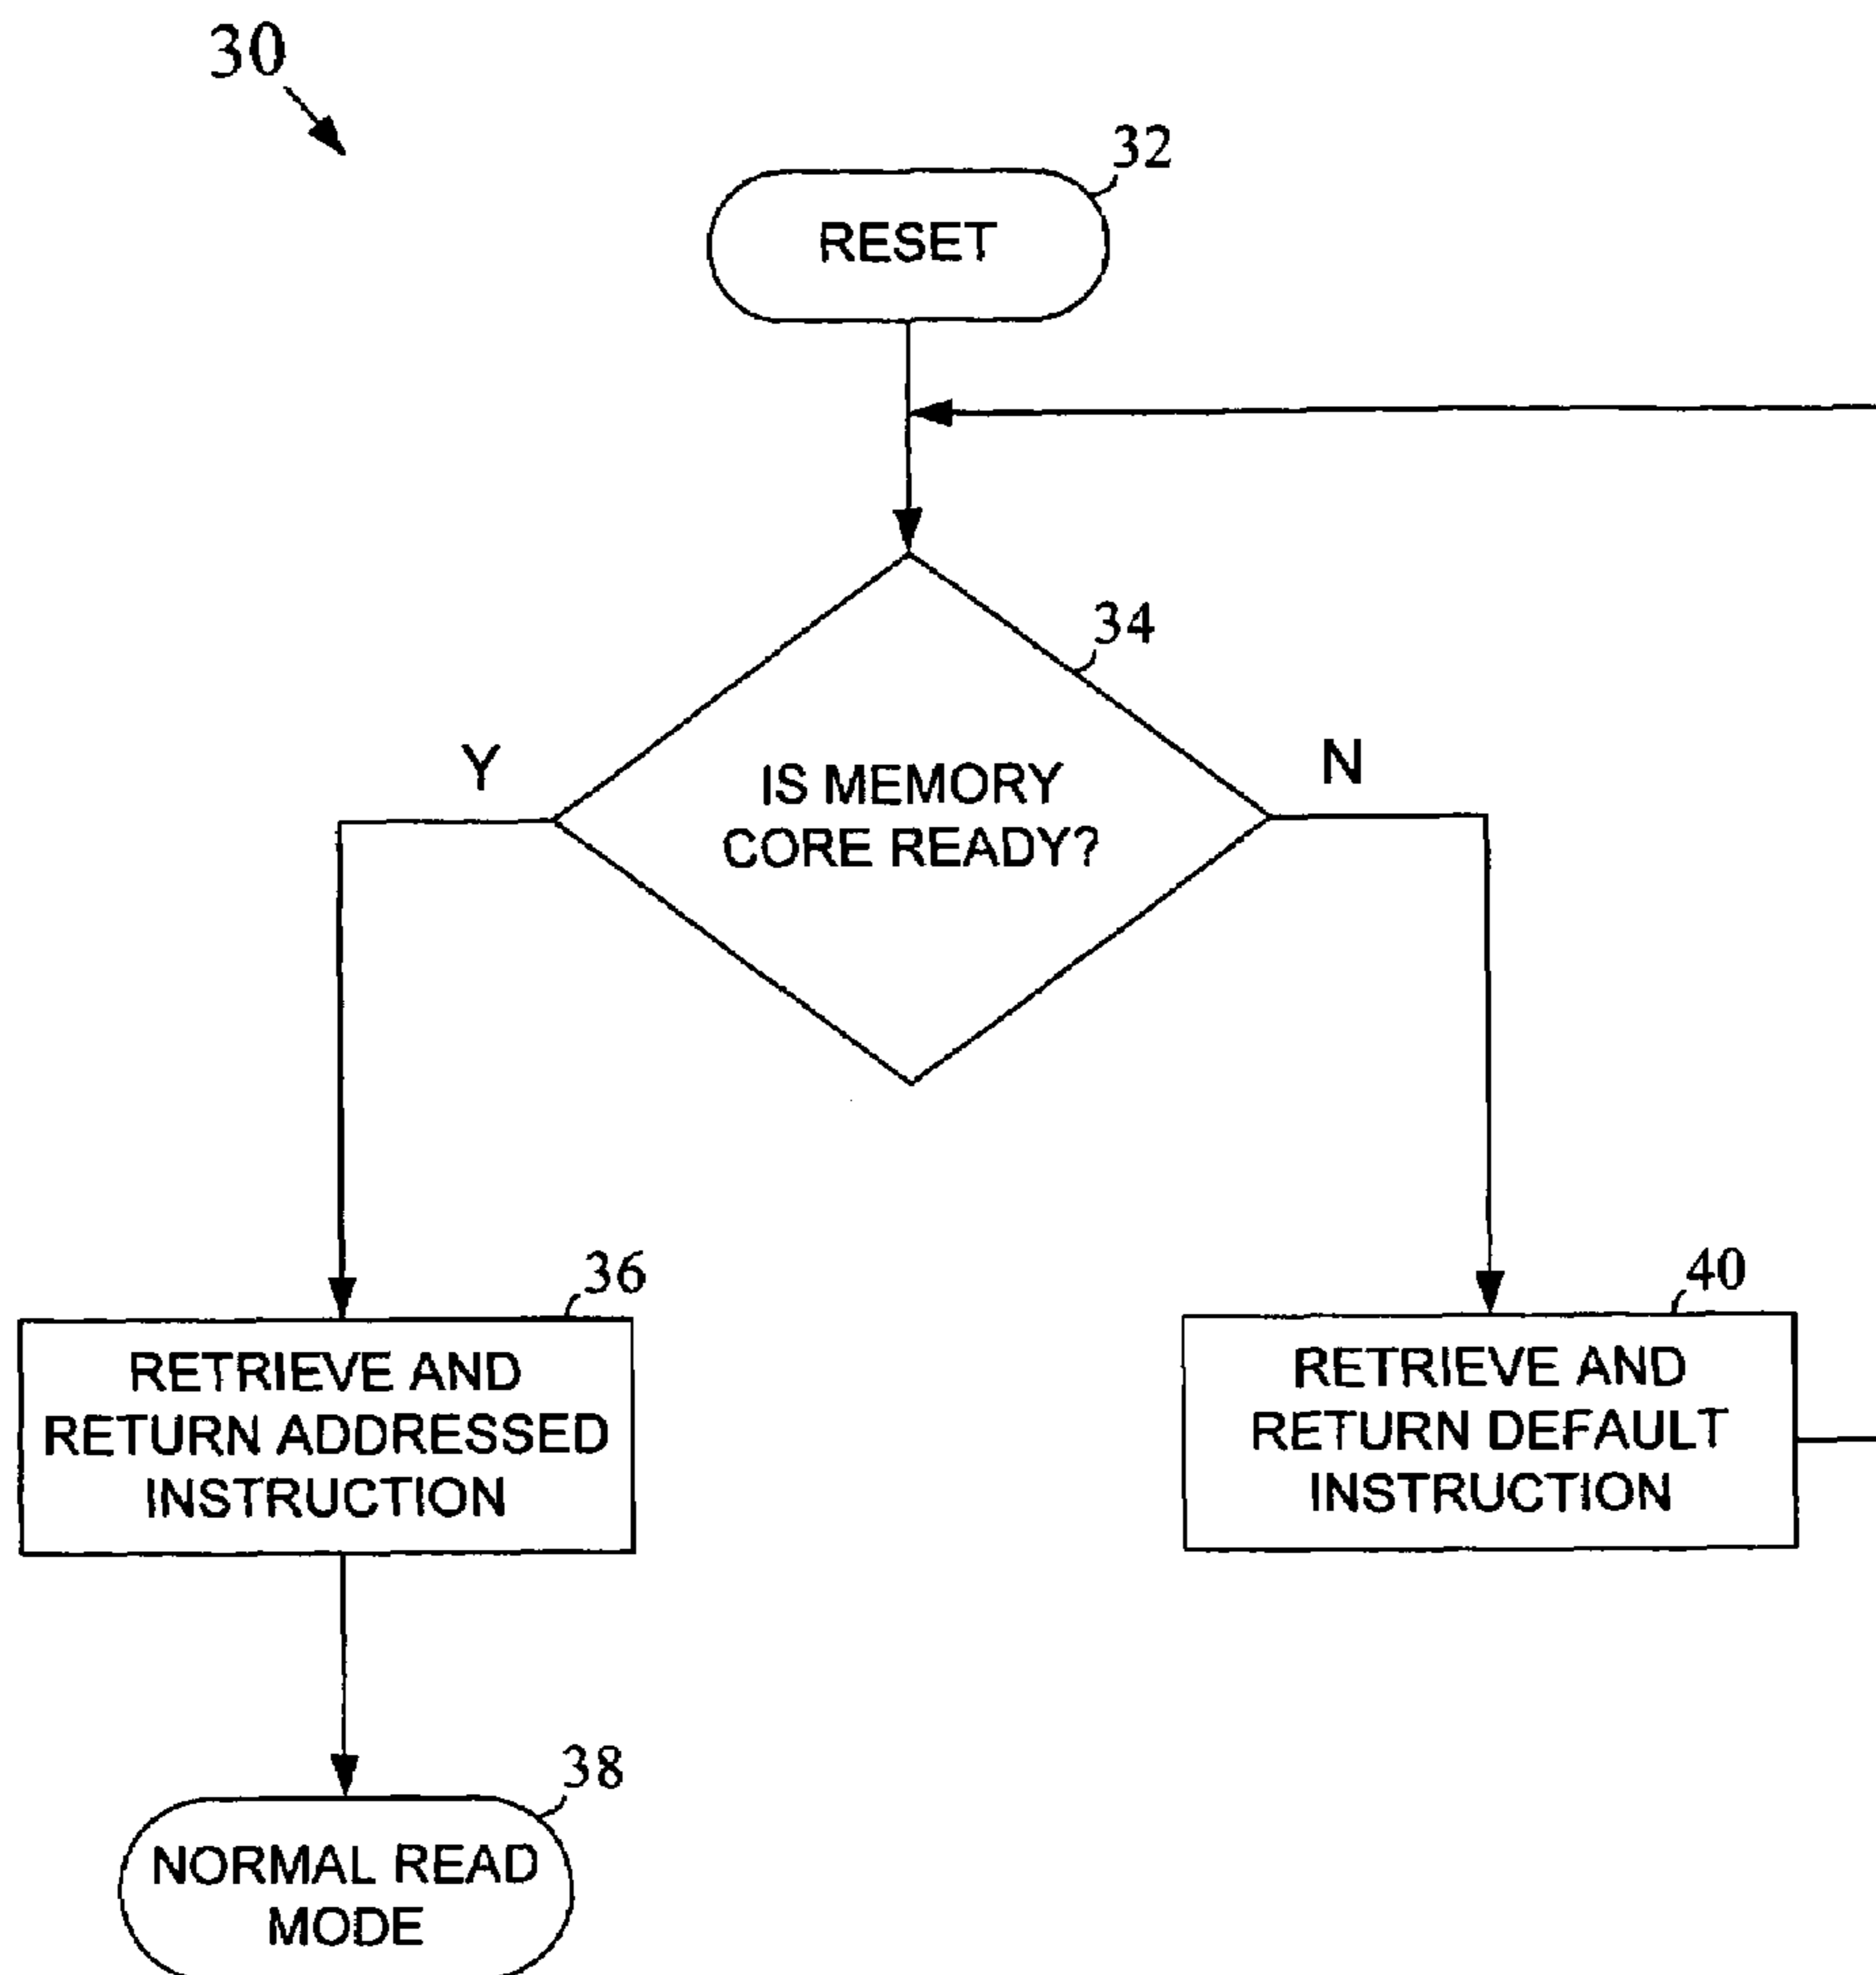 30
32
RESET
34
Y
N
IS MEMORY
CORE READY?
36
RETRIEVE AND
RETURN ADDRESSED
INSTRUCTION
40
RETRIEVE AND
RETURN DEFAULT
INSTRUCTION
38
NORMAL READ
MODE